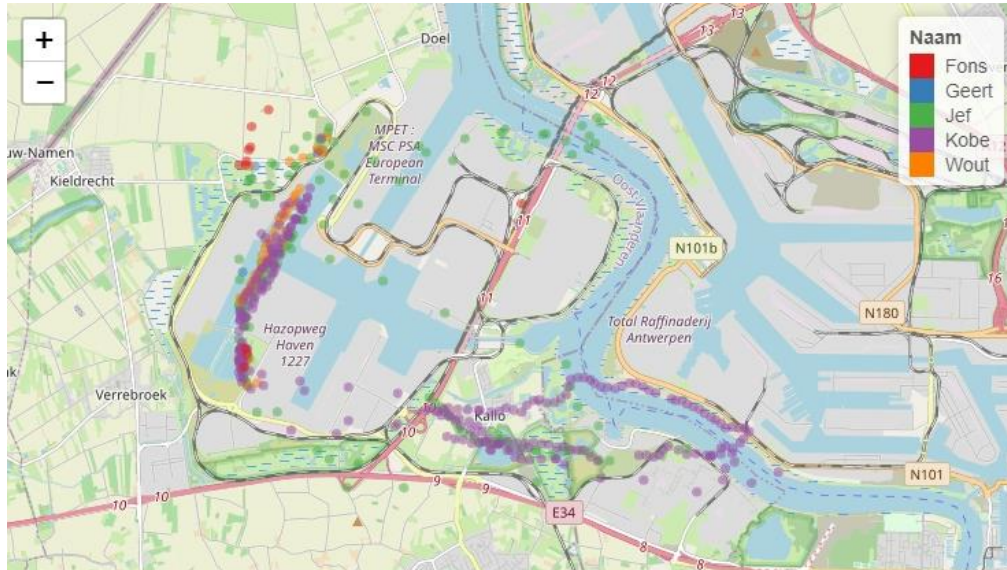 +
−
Doel
13
13
12
12
Naam
Fons
Geert
Jef
Kobe
Wout
MPET :
MSC PSA
European
Terminal
uw-Namen
Kieldrecht
11
Oost-Vlaanderen
N101b
16
11
N180
Hazopweg
Haven
1227
Total Raffinaderij
Antwerpen
Verrebroek
Kallo
10
10
10
9
9
N101
E34
8
8